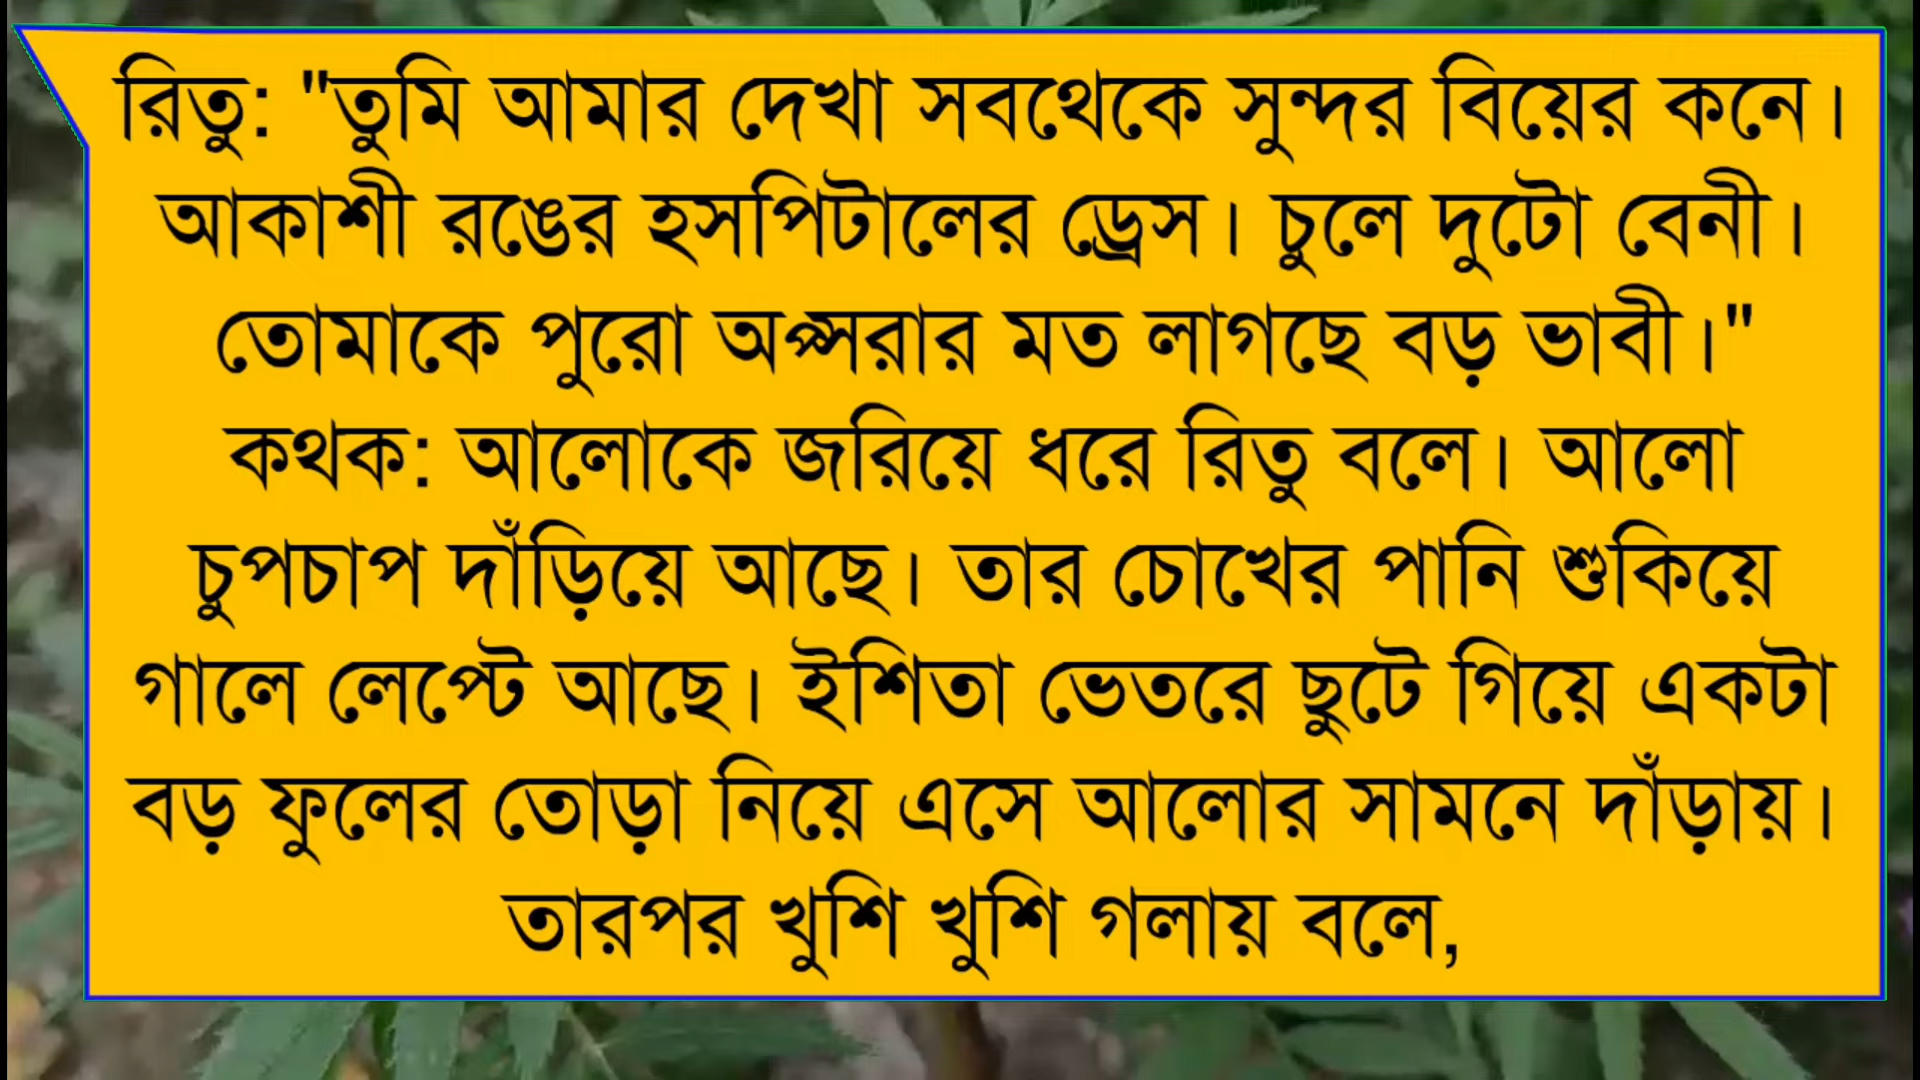 রিতু: "তুমি আমার দেখা সবথেকে সুন্দর বিয়ের কনে।
আকাশী রঙের হসপিটালের ড্রেস। চুলে দুটো বেনী।
তোমাকে পুরো অপ্সরার মত লাগছে বড় ভাবী।"
কথক: আলোকে জরিয়ে ধরে রিতু বলে। আলো
চুপচাপ দাঁড়িয়ে আছে। তার চোখের পানি শুকিয়ে
গালে লেপ্টে আছে। ইশিতা ভেতরে ছুটে গিয়ে একটা
বড় ফুলের তোড়া নিয়ে এসে আলোর সামনে দাঁড়ায়।
তারপর খুশি খুশি গলায় বলে,